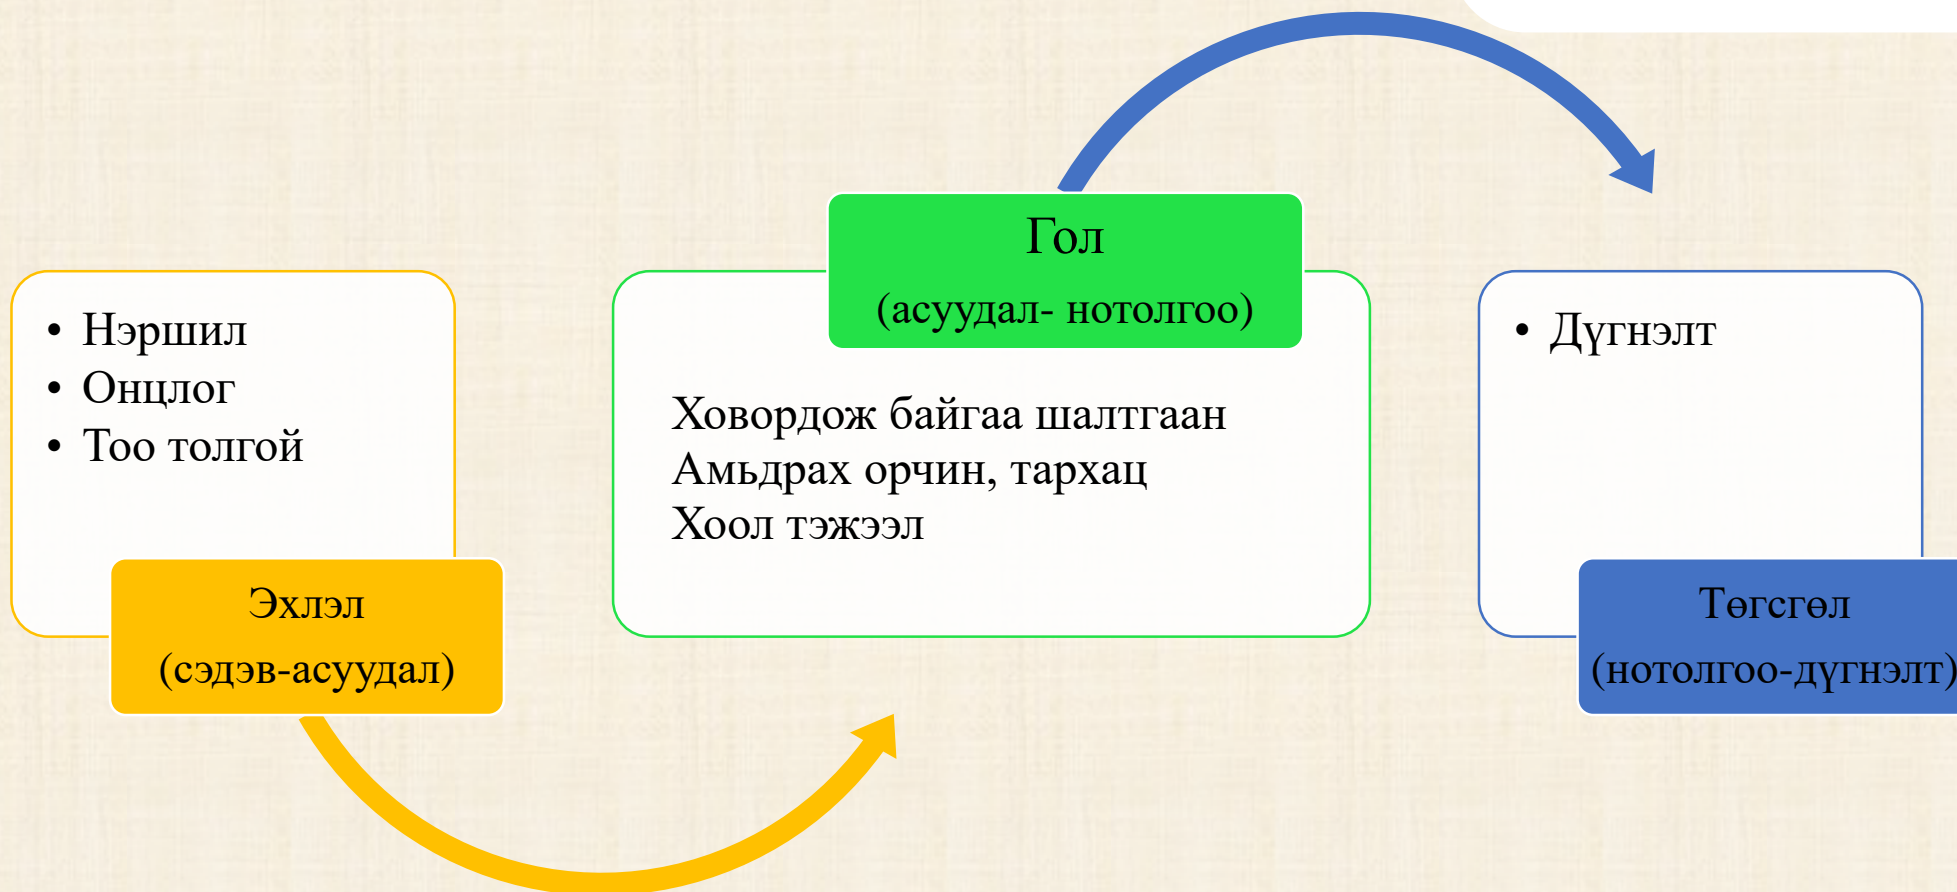 • Нэршил
• Онцлог
• Тоо толгой
Эхлэл
(сэдэв-асуудал)
Гол
(асуудал- нотолгоо)
Ховордож байгаа шалтгаан
Амьдрах орчин, тархац
Хоол тэжээл
• Дүгнэлт
Төгсгөл
(нотолгоо-дүгнэлт)